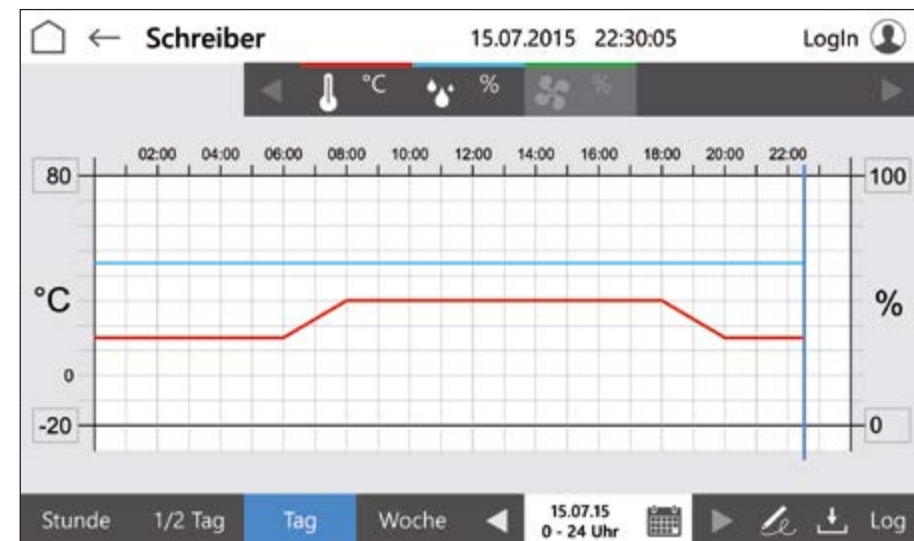 Schreiber 15.07.2015 22:30:05 LogIn
°C % %
02:00 04:00 06:00 08:00 10:00 12:00 14:00 16:00 18:00 20:00 22:00
80 100
°C %
0
-20 0
Stunde 1/2 Tag Tag Woche 15.07.15 Log
0 - 24 Uhr